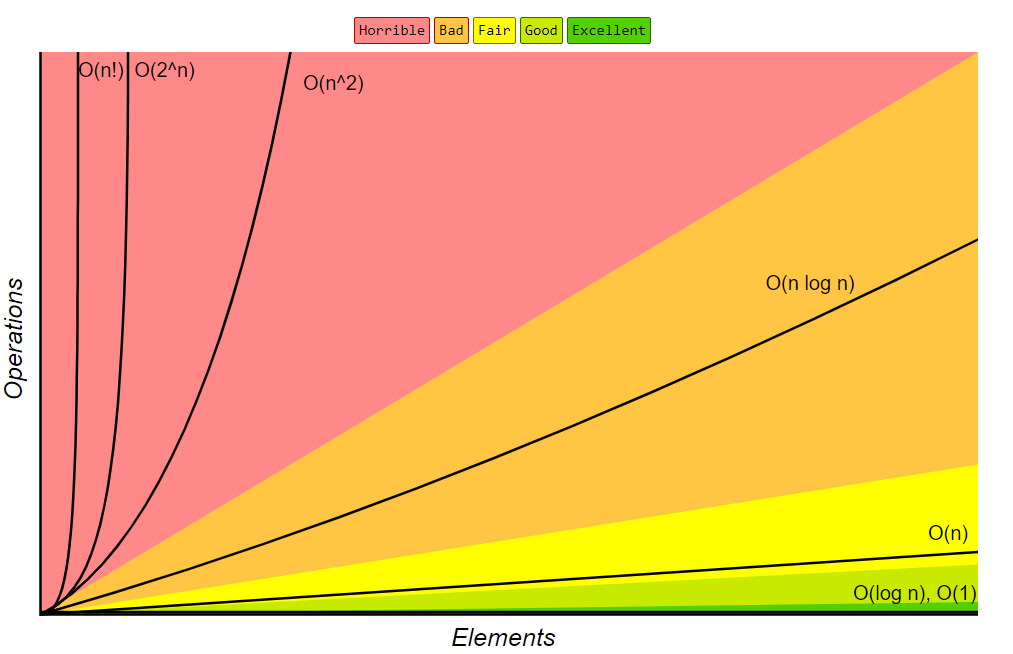 Horrible Bad Fair Good Excellent
O(n!) O(2^n)
O(n^2)
O(n log n)
O(n)
O(log n), O(1)
Operations
Elements